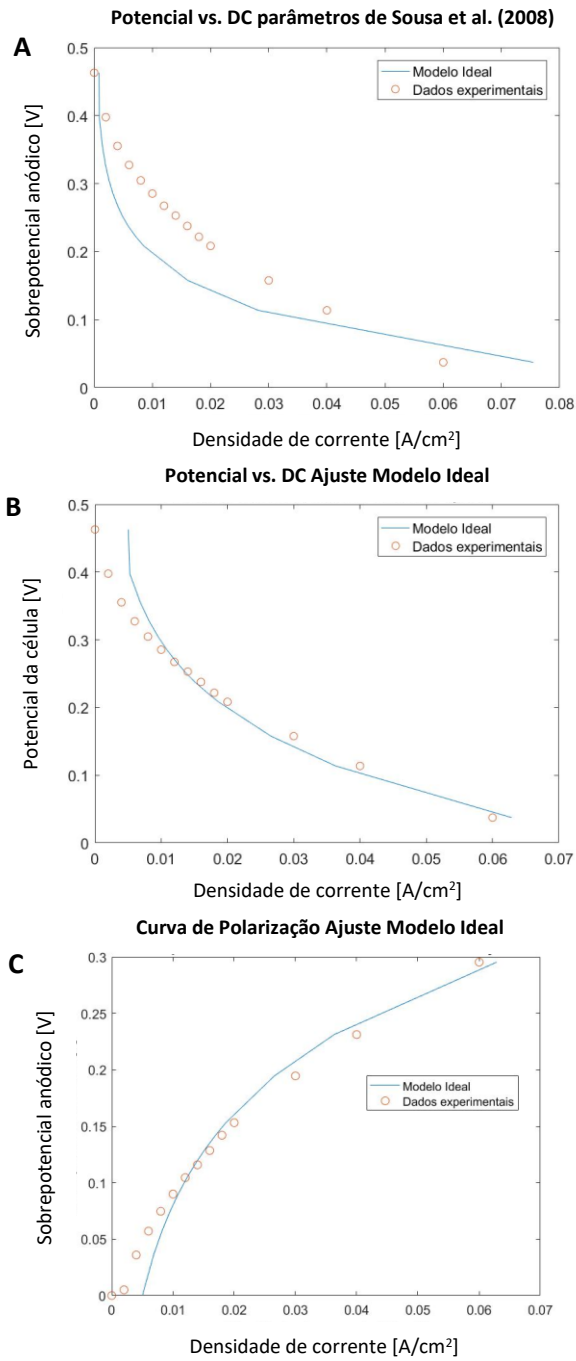 Potencial vs. DC parâmetros de Sousa et al. (2008)
A
0.5
0.4
0.3
0.2
0.1
0
Sobrepotencial anódico [V]
Modelo Ideal
Dados experimentais
0 0.01 0.02 0.03 0.04 0.05 0.06 0.07 0.08
Densidade de corrente [A/cm²]
Potencial vs. DC Ajuste Modelo Ideal
B
0.5
0.4
0.3
0.2
0.1
0
Potencial da célula [V]
Modelo Ideal
Dados experimentais
0 0.01 0.02 0.03 0.04 0.05 0.06 0.07
Densidade de corrente [A/cm²]
Curva de Polarização Ajuste Modelo Ideal
C
0.3
0.25
0.2
0.15
0.1
0.05
0
Sobrepotencial anódico [V]
Modelo Ideal
Dados experimentais
0 0.01 0.02 0.03 0.04 0.05 0.06 0.07
Densidade de corrente [A/cm²]